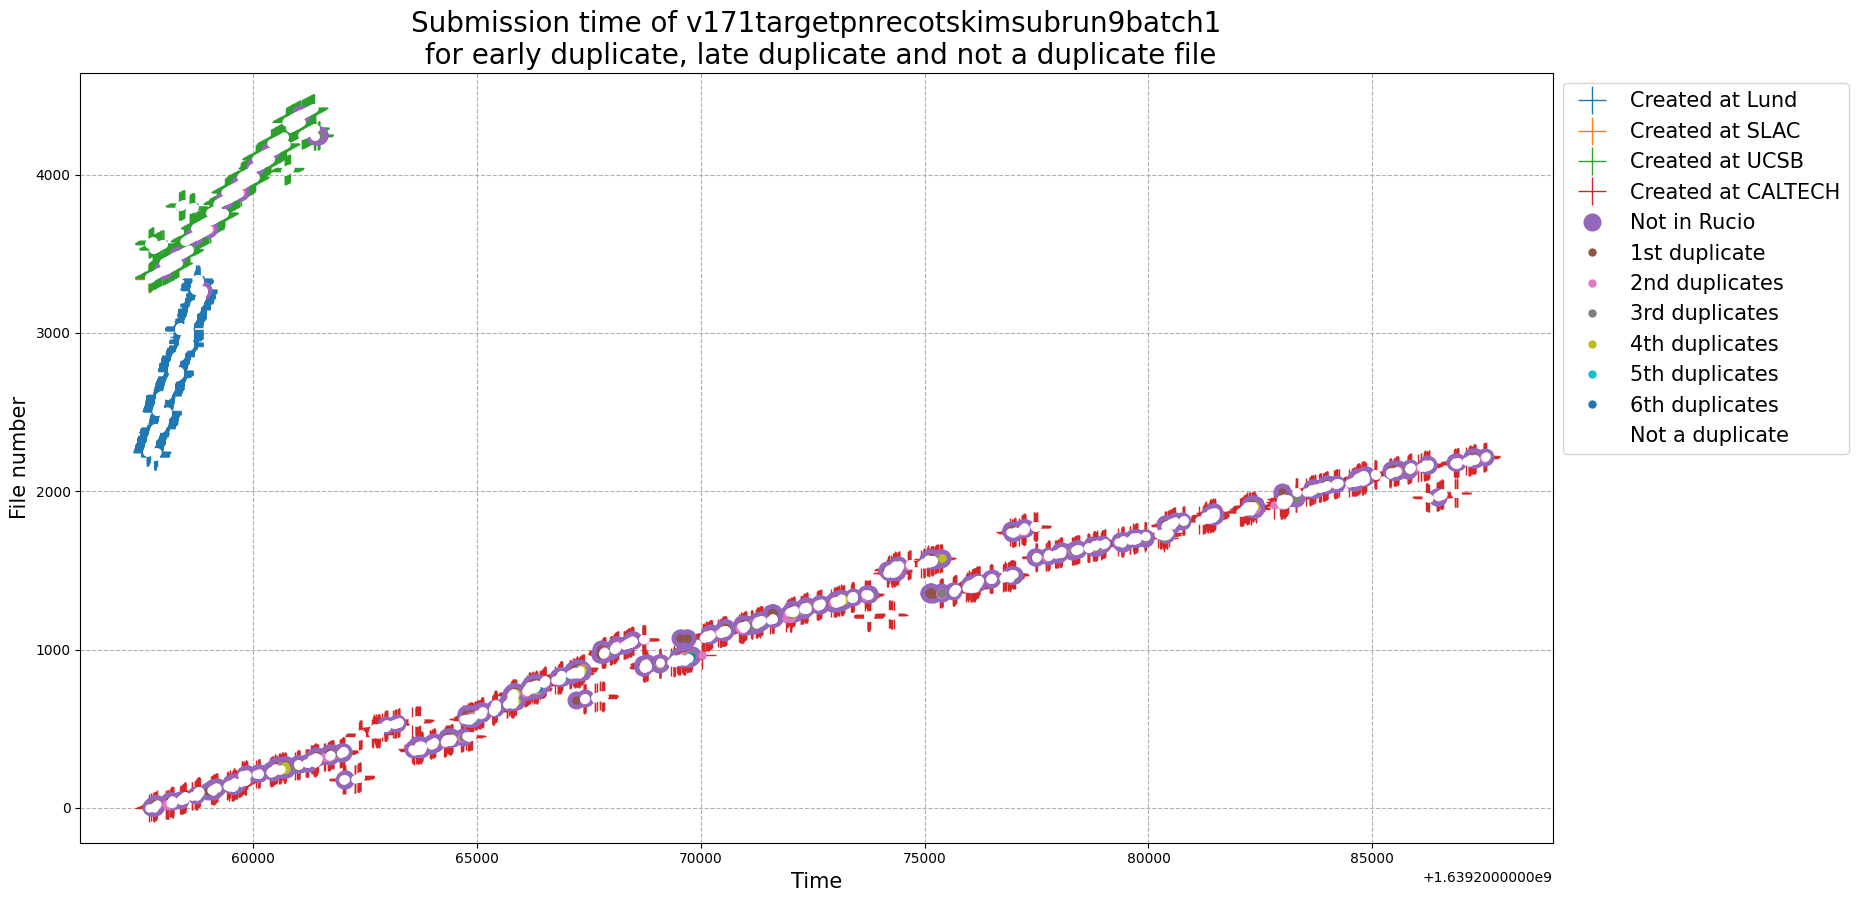 Submission time of v171targetpnrecotskimsubrun9batch1
for early duplicate, late duplicate and not a duplicate file
File number
4000
3000
2000
1000
0
60000
65000
70000
75000
80000
85000
Time
+1.6392000000e9
Created at Lund
Created at SLAC
Created at UCSB
Created at CALTECH
Not in Rucio
1st duplicate
2nd duplicates
3rd duplicates
4th duplicates
5th duplicates
6th duplicates
Not a duplicate